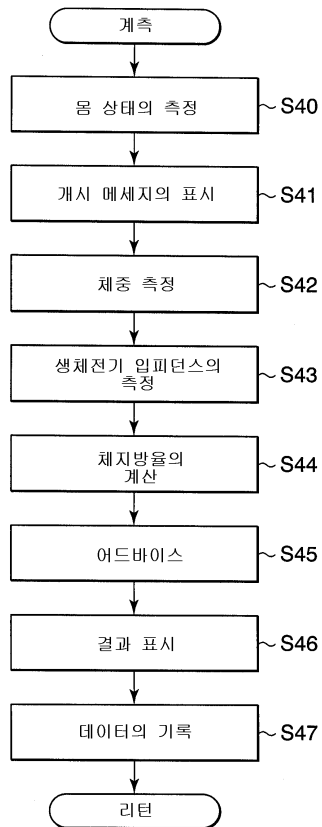 계측
몸 상태의 측정
S40
개시 메세지의 표시
S41
체중 측정
S42
생체전기 입피던스의
측정
S43
체지방율의
계산
S44
어드바이스
S45
결과 표시
S46
데이터의 기록
S47
리턴